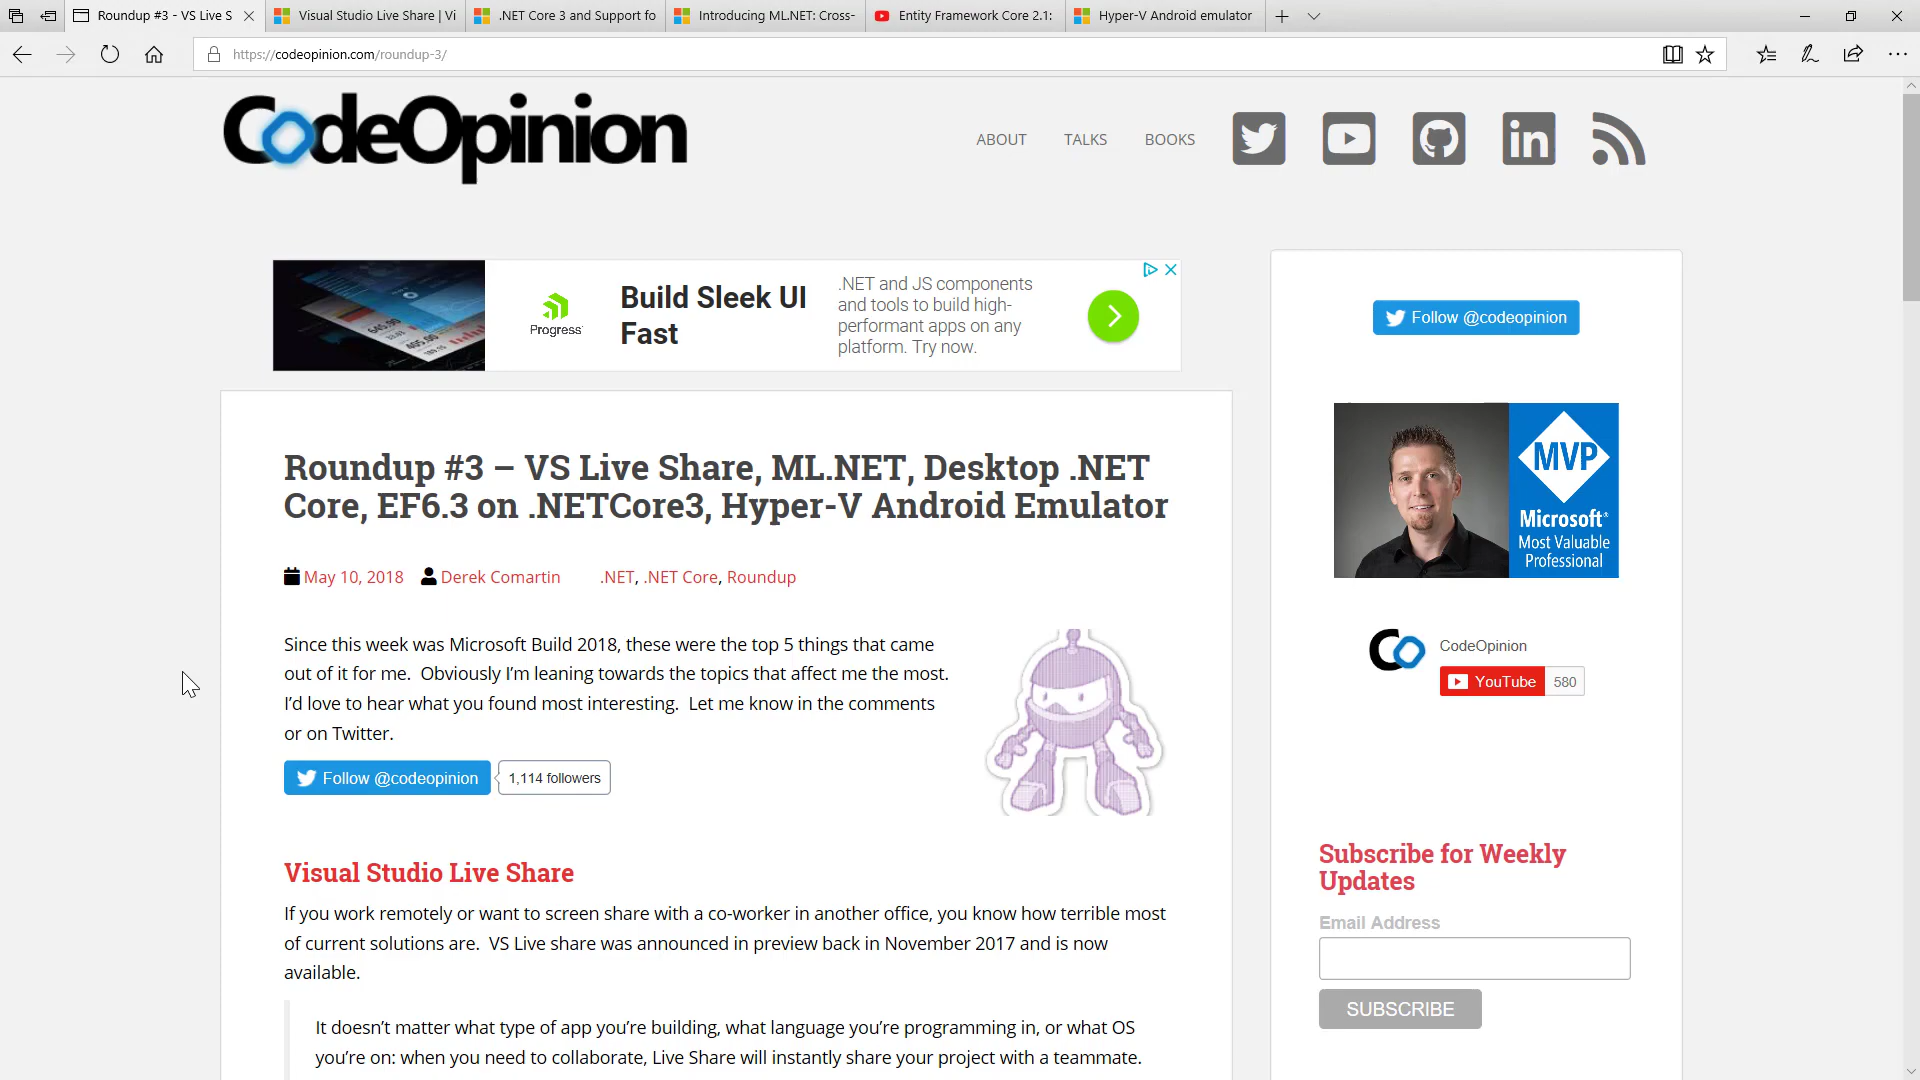 Roundup #3 - VS Live S
Visual Studio Live Share | Vi
.NET Core 3 and Support fo
Introducing ML.NET: Cross-
Entity Framework Core 2.1:
Hyper-V Android emulator
https://codeopinion.com/roundup-3/
CodeOpinion
ABOUT
TALKS
BOOKS
Progress
Build Sleek UI
Fast
.NET and JS components
and tools to build high-
performant apps on any
platform. Try now.
Roundup #3 – VS Live Share, ML.NET, Desktop .NET
Core, EF6.3 on .NETCore3, Hyper-V Android Emulator
May 10, 2018 Derek Comartin .NET, .NET Core, Roundup
Since this week was Microsoft Build 2018, these were the top 5 things that came
out of it for me.  Obviously I’m leaning towards the topics that affect me the most.
I’d love to hear what you found most interesting.  Let me know in the comments
or on Twitter.
Follow @codeopinion
1,114 followers
Visual Studio Live Share
If you work remotely or want to screen share with a co-worker in another office, you know how terrible most
of current solutions are.  VS Live share was announced in preview back in November 2017 and is now
available.
It doesn’t matter what type of app you’re building, what language you’re programming in, or what OS
you’re on: when you need to collaborate, Live Share will instantly share your project with a teammate.
Follow @codeopinion
MVP
Microsoft®
Most Valuable
Professional
CodeOpinion
YouTube 580
Subscribe for Weekly
Updates
Email Address
SUBSCRIBE